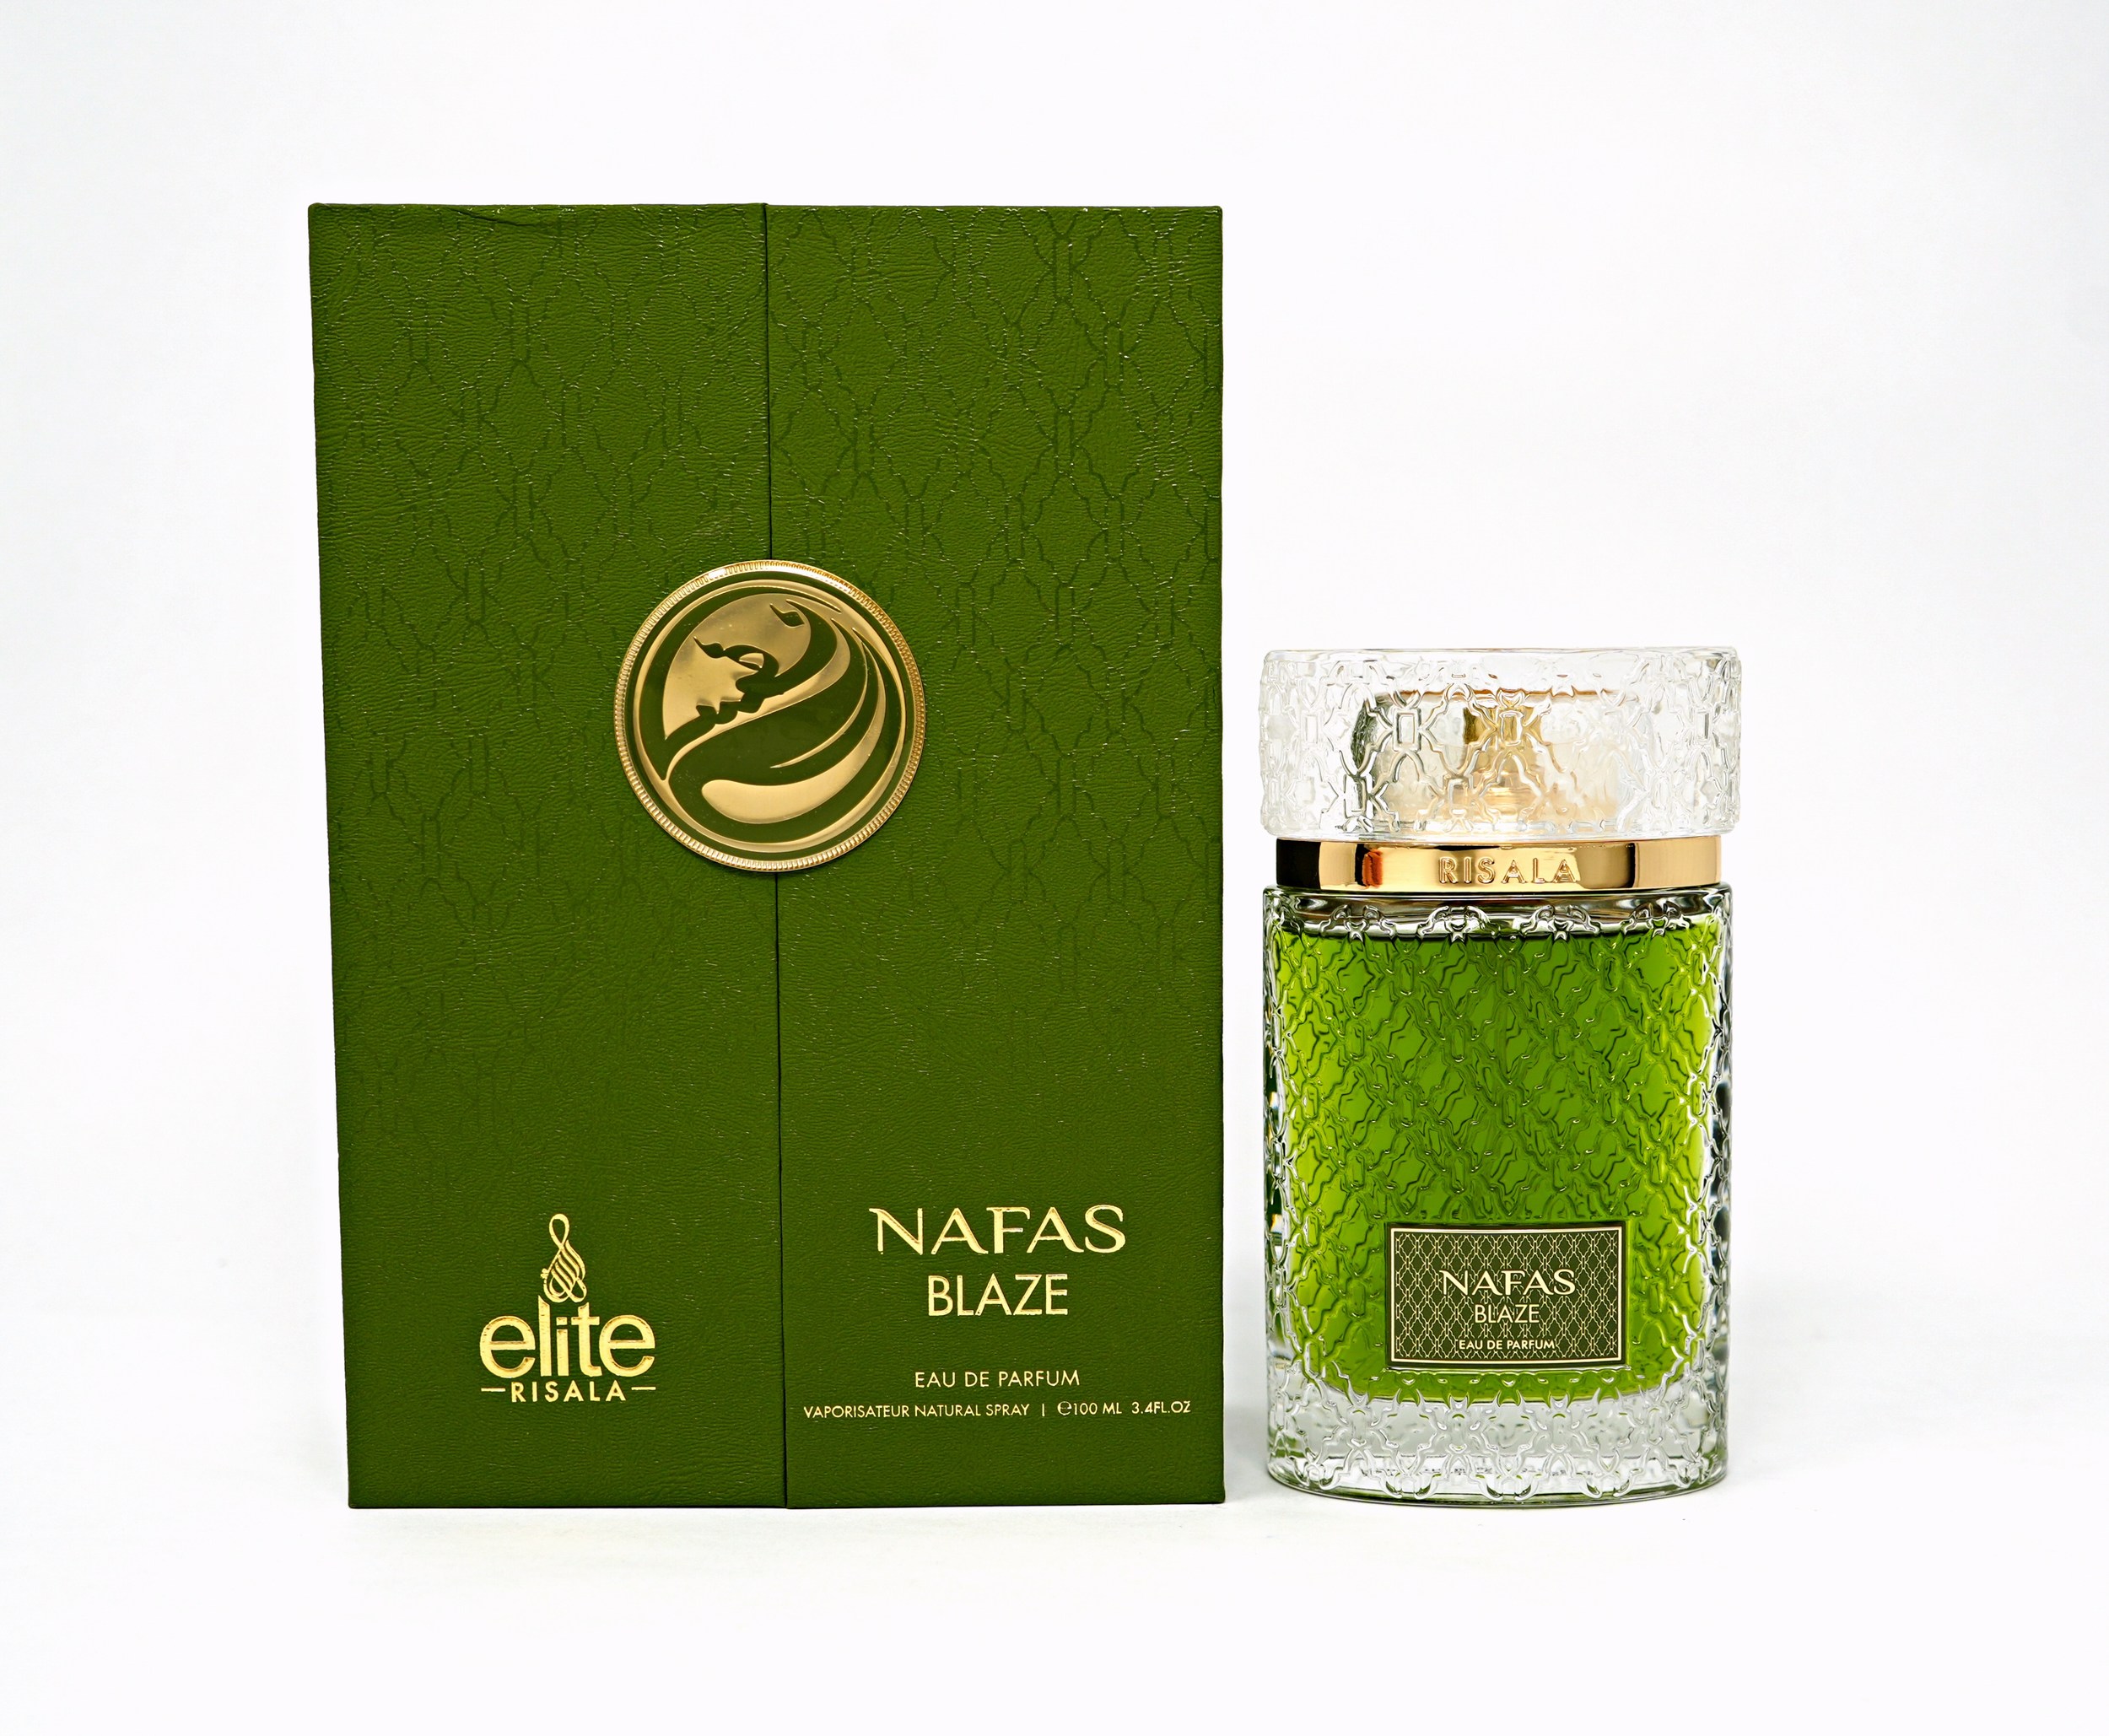 elite
RISALA
NAFAS
BLAZE
EAU DE PARFUM
VAPORISATEUR NATURAL SPRAY | ℮100 ML 3.4FL.OZ
RISALA
NAFAS
BLAZE
EAU DE PARFUM